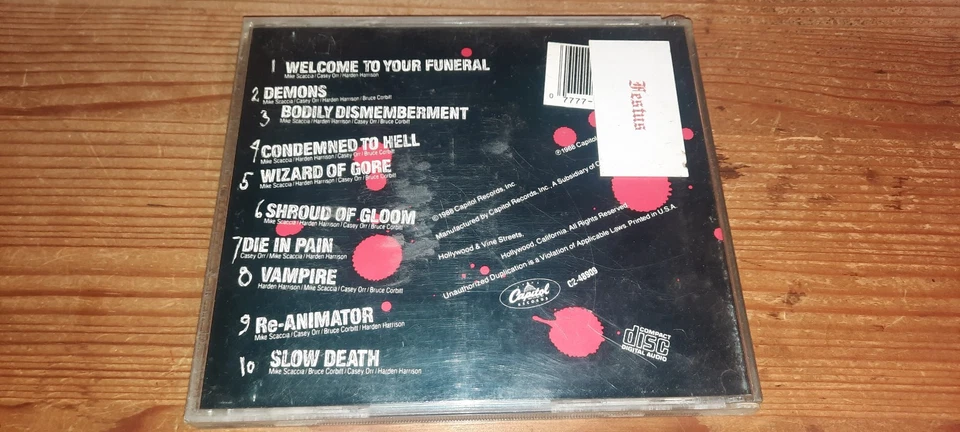 1 WELCOME TO YOUR FUNERAL
Mike Scaccia / Casey Orr / Harden Harrison
2 DEMONS
Mike Scaccia / Casey Orr / Harden Harrison / Bruce Corbitt
3 BODILY DISMEMBERMENT
Mike Scaccia / Harden Harrison / Casey Orr / Bruce Corbitt
4 CONDEMNED TO HELL
Mike Scaccia / Harden Harrison / Casey Orr / Bruce Corbitt
5 WIZARD OF GORE
Mike Scaccia / Harden Harrison / Casey Orr / Bruce Corbitt
6 SHROUD OF GLOOM
Mike Scaccia / Harden Harrison / Casey Orr / Bruce Corbitt
7 DIE IN PAIN
Casey Orr / Mike Scaccia / Harden Harrison
8 VAMPIRE
Harden Harrison / Mike Scaccia / Casey Orr / Bruce Corbitt
9 Re-ANIMATOR
Mike Scaccia / Casey Orr / Bruce Corbitt / Harden Harrison
10 SLOW DEATH
Mike Scaccia / Bruce Corbitt / Casey Orr / Harden Harrison
0 7777-
Festus
℗1988 Capitol
©1988 Capitol Records, Inc.
Manufactured by Capitol Records, Inc. A Subsidiary of
Hollywood & Vine Streets,
Hollywood, California. All Rights Reserved.
Unauthorized Duplication is a Violation of Applicable Laws. Printed in U.S.A.
Capitol
RECORDS
C2-48909
COMPACT
disc
DIGITAL AUDIO